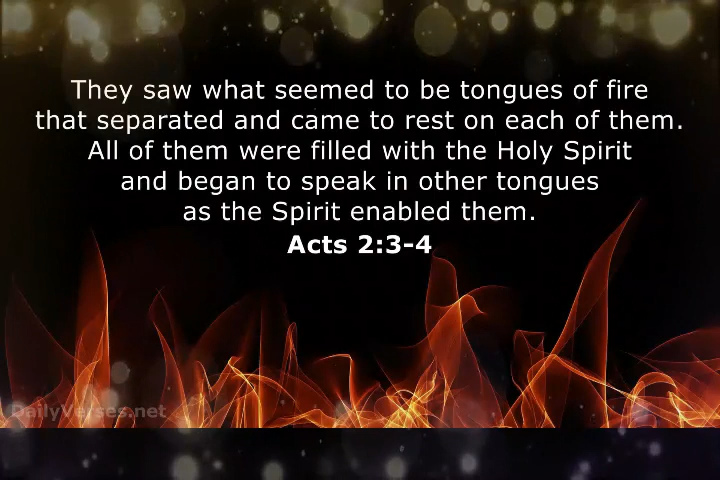 They saw what seemed to be tongues of fire
that separated and came to rest on each of them.
All of them were filled with the Holy Spirit
and began to speak in other tongues
as the Spirit enabled them.
Acts 2:3-4
DailyVerses.net